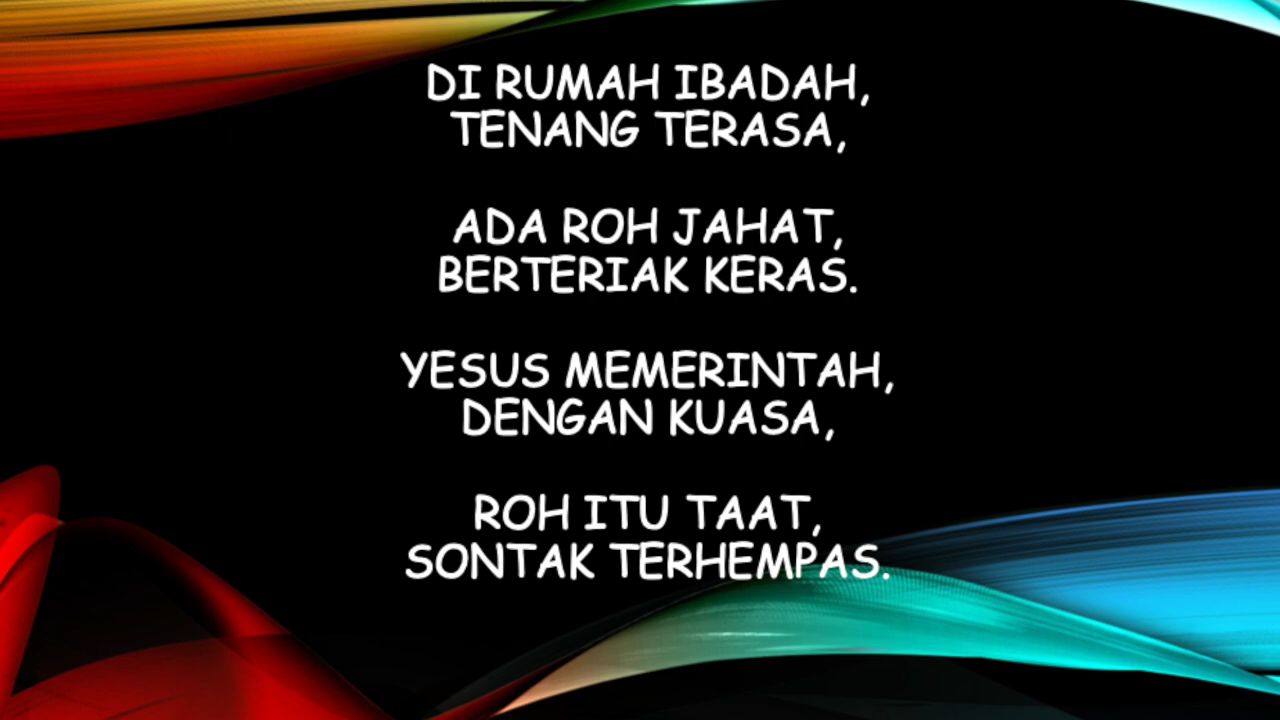 DI RUMAH IBADAH,
TENANG TERASA,
ADA ROH JAHAT,
BERTERIAK KERAS.
YESUS MEMERINTAH,
DENGAN KUASA,
ROH ITU TAAT,
SONTAK TERHEMPAS.